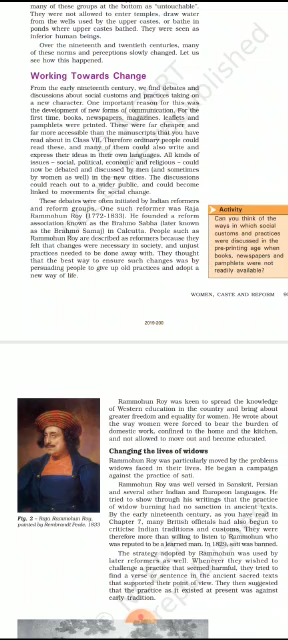 many of these groups at the bottom as "untouchable".
They were not allowed to enter temples, draw water
from the wells used by the upper castes, or bathe in
ponds where upper castes bathed. They were seen as
inferior human beings.
Over the nineteenth and twentieth centuries, many
of these norms and perceptions slowly changed. Let us
see how this happened.
Working Towards Change
From the early nineteenth century, we find debates and
discussions about social customs and practices taking on
a new character. One important reason for this was
the development of new forms of communication. For the
first time, books, newspapers, magazines, leaflets and
pamphlets were printed. These were far cheaper and
far more accessible than the manuscripts that you have
read about in Class VII. Therefore ordinary people could
read these, and many of them could also write and
express their ideas in their own languages. All kinds of
issues – social, political, economic and religious – could
now be debated and discussed by men (and sometimes
by women as well) in the new cities. The discussions
could reach out to a wider public, and could become
linked to movements for social change.
These debates were often initiated by Indian reformers
and reform groups. One such reformer was Raja
Rammohun Roy (1772-1833). He founded a reform
association known as the Brahmo Sabha (later known
as the Brahmo Samaj) in Calcutta. People such as
Rammohun Roy are described as reformers because they
felt that changes were necessary in society, and unjust
practices needed to be done away with. They thought
that the best way to ensure such changes was by
persuading people to give up old practices and adopt a
new way of life.
Activity
Can you think of the
ways in which social
customs and practices
were discussed in the
pre-printing age when
books, newspapers and
pamphlets were not
readily available?
WOMEN, CASTE AND REFORM
2019-200
Rammohun Roy was keen to spread the knowledge
of Western education in the country and bring about
greater freedom and equality for women. He wrote about
the way women were forced to bear the burden of
domestic work, confined to the home and the kitchen,
and not allowed to move out and become educated.
Changing the lives of widows
Rammohun Roy was particularly moved by the problems
widows faced in their lives. He began a campaign
against the practice of sati.
Rammohun Roy was well versed in Sanskrit, Persian
and several other Indian and European languages. He
tried to show through his writings that the practice
of widow burning had no sanction in ancient texts.
By the early nineteenth century, as you have read in
Chapter 7, many British officials had also begun to
criticise Indian traditions and customs. They were
therefore more than willing to listen to Rammohun who
was reputed to be a learned man. In 1829, sati was banned.
The strategy adopted by Rammohun was used by
later reformers as well. Whenever they wished to
challenge a practice that seemed harmful, they tried to
find a verse or sentence in the ancient sacred texts
that supported their point of view. They then suggested
that the practice as it existed at present was against
early tradition.
Fig. 3 – Raja Rammohun Roy,
painted by Rembrandt Peale, 1833